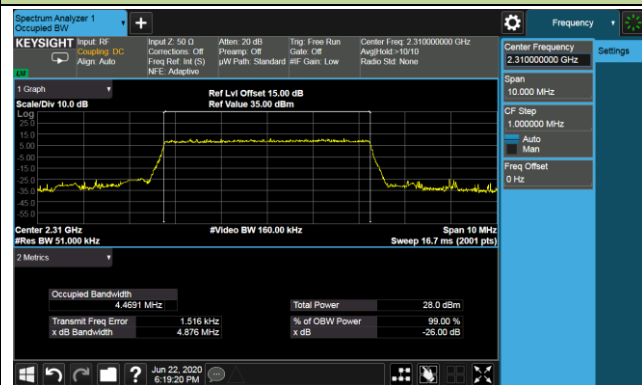 Spectrum Analyzer 1
Occupied BW
+
Frequency
KEYSIGHT
Input: RF
Coupling: DC
Align: Auto
Input Z: 50 Ω
Corrections: Off
Freq Ref: Int (S)
NFE: Adaptive
Atten: 20 dB
Preamp: Off
µW Path: Standard
Trig: Free Run
Gate: Off
#IF Gain: Low
Center Freq: 2.310000000 GHz
Avg|Hold:>10/10
Radio Std: None
LXI
Center Frequency
2.310000000 GHz
Settings
Span
10.000 MHz
CF Step
1.000000 MHz
Auto
Man
Freq Offset
0 Hz
1 Graph
Scale/Div 10.0 dB
Ref Lvl Offset 15.00 dB
Ref Value 35.00 dBm
Log
25.0
15.0
5.00
-5.00
-15.0
-25.0
-35.0
-45.0
-55.0
Center 2.31 GHz
#Res BW 51.000 kHz
#Video BW 160.00 kHz
Span 10 MHz
Sweep 16.7 ms (2001 pts)
2 Metrics
Occupied Bandwidth
4.4691 MHz
Transmit Freq Error 1.516 kHz
x dB Bandwidth 4.876 MHz
Total Power 28.0 dBm
% of OBW Power 99.00 %
x dB -26.00 dB
?
Jun 22, 2020
6:19:20 PM